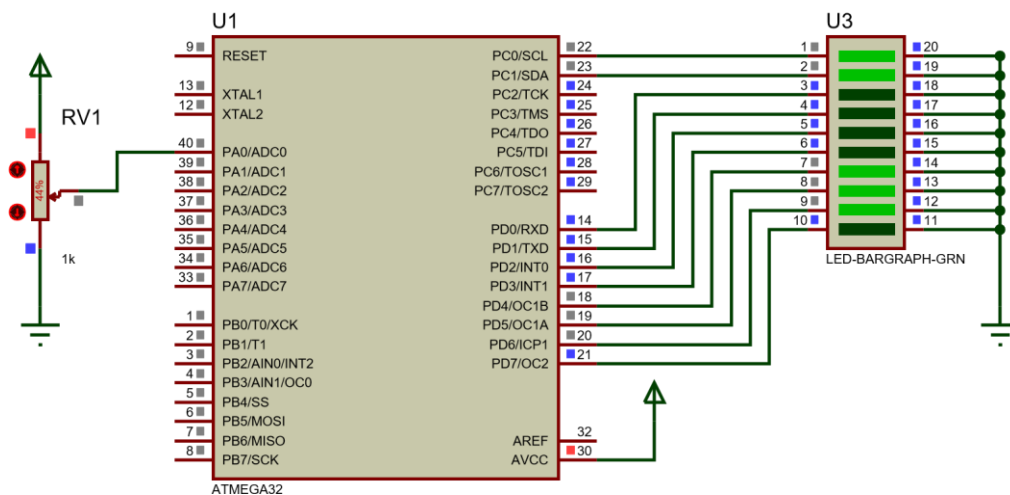 U1
U3
RV1
44%
1k
9 RESET
13 XTAL1
12 XTAL2
40 PA0/ADC0
39 PA1/ADC1
38 PA2/ADC2
37 PA3/ADC3
36 PA4/ADC4
35 PA5/ADC5
34 PA6/ADC6
33 PA7/ADC7
1 PB0/T0/XCK
2 PB1/T1
3 PB2/AIN0/INT2
4 PB3/AIN1/OC0
5 PB4/SS
6 PB5/MOSI
7 PB6/MISO
8 PB7/SCK
PC0/SCL 22
PC1/SDA 23
PC2/TCK 24
PC3/TMS 25
PC4/TDO 26
PC5/TDI 27
PC6/TOSC1 28
PC7/TOSC2 29
PD0/RXD 14
PD1/TXD 15
PD2/INT0 16
PD3/INT1 17
PD4/OC1B 18
PD5/OC1A 19
PD6/ICP1 20
PD7/OC2 21
AREF 32
AVCC 30
ATMEGA32
1 20
2 19
3 18
4 17
5 16
6 15
7 14
8 13
9 12
10 11
LED-BARGRAPH-GRN